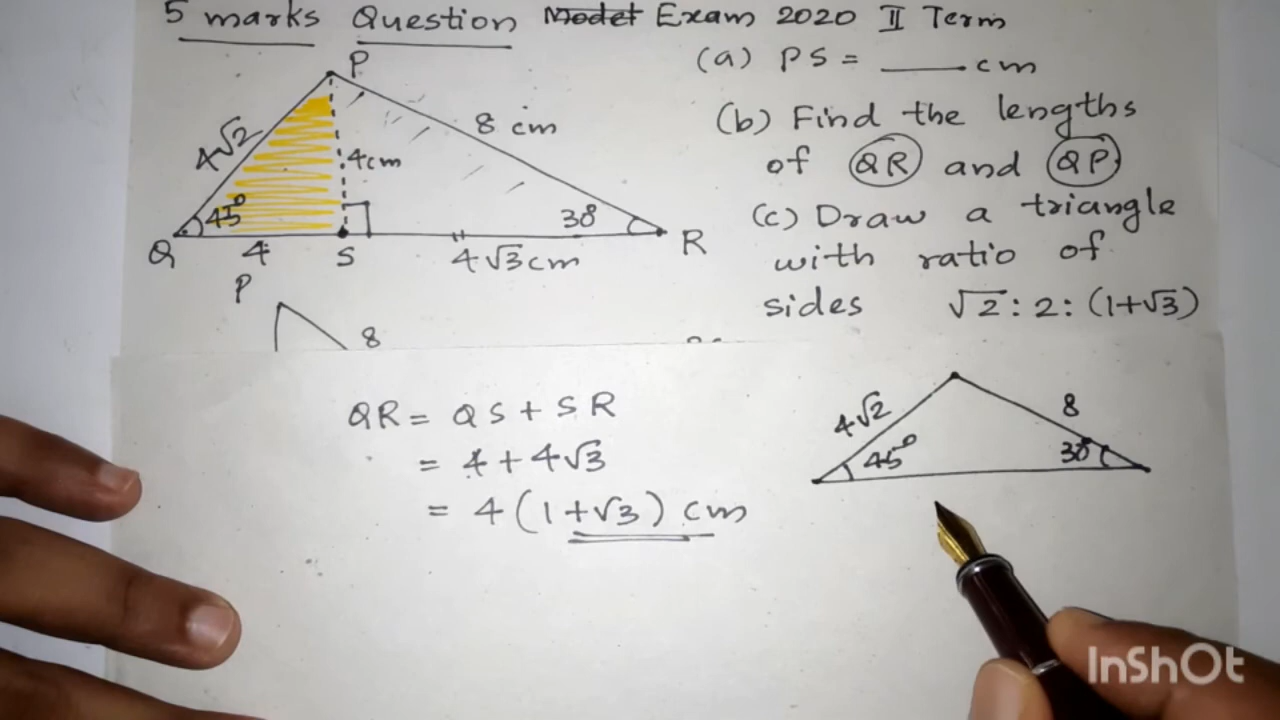 5 marks Question Model Exam 2020 II Term
P
(a) PS = ____ cm
4√2
8 cm
(b) Find the lengths
of QR and QP
4cm
45°
30°
(c) Draw a triangle
with ratio of
sides √2 : 2 : (1+√3)
Q
4
S
4√3cm
R
P
8
QR = QS + SR
= 4 + 4√3
= 4(1+√3) cm
4√2
8
45°
30°
InShOt